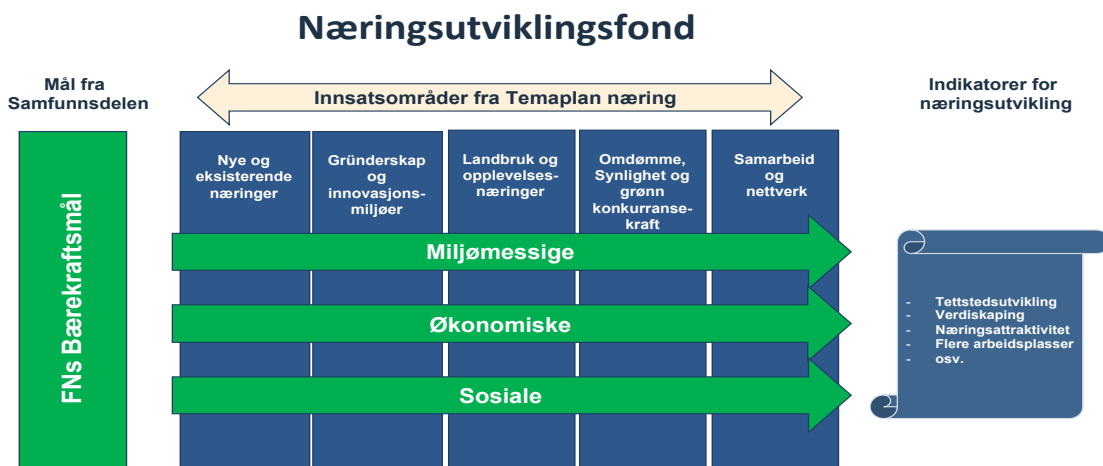 Næringsutviklingsfond
Mål fra
Samfunnsdelen
Innsatsområder fra Temaplan næring
Indikatorer for
næringsutvikling
FNs Bærekraftsmål
Nye og
eksisterende
næringer
Gründerskap
og
innovasjons-
miljøer
Landbruk og
opplevelses-
næringer
Omdømme,
Synlighet og
grønn
konkurranse-
kraft
Samarbeid
og
nettverk
Miljømessige
Økonomiske
Sosiale
- Tettstedsutvikling
- Verdiskaping
- Næringsattraktivitet
- Flere arbeidsplasser
- osv.